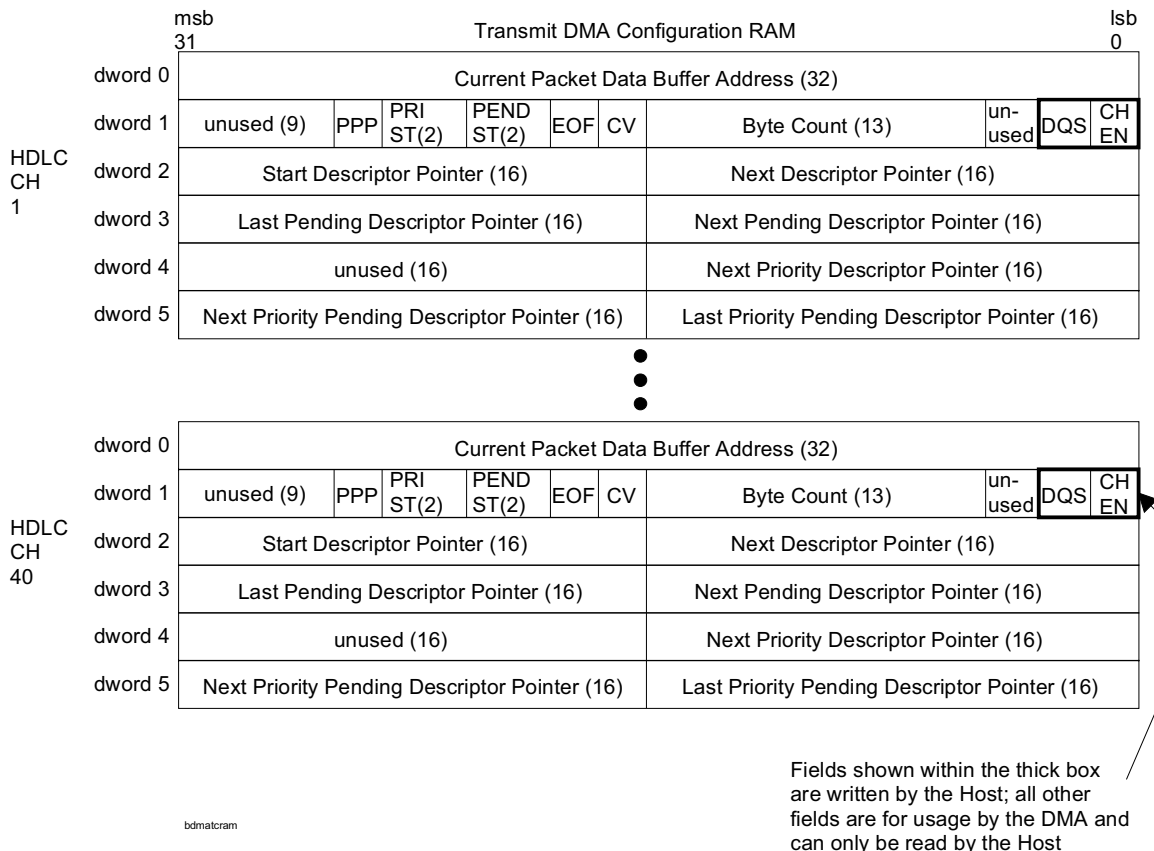 msb
31
Transmit DMA Configuration RAM
lsb
0
HDLC
CH
1
dword 0 Current Packet Data Buffer Address (32)
dword 1 unused (9) PPP PRI ST(2) PEND ST(2) EOF CV Byte Count (13) un-used DQS CH EN
dword 2 Start Descriptor Pointer (16) Next Descriptor Pointer (16)
dword 3 Last Pending Descriptor Pointer (16) Next Pending Descriptor Pointer (16)
dword 4 unused (16) Next Priority Descriptor Pointer (16)
dword 5 Next Priority Pending Descriptor Pointer (16) Last Priority Pending Descriptor Pointer (16)
HDLC
CH
40
dword 0 Current Packet Data Buffer Address (32)
dword 1 unused (9) PPP PRI ST(2) PEND ST(2) EOF CV Byte Count (13) un-used DQS CH EN
dword 2 Start Descriptor Pointer (16) Next Descriptor Pointer (16)
dword 3 Last Pending Descriptor Pointer (16) Next Pending Descriptor Pointer (16)
dword 4 unused (16) Next Priority Descriptor Pointer (16)
dword 5 Next Priority Pending Descriptor Pointer (16) Last Priority Pending Descriptor Pointer (16)
Fields shown within the thick box
are written by the Host; all other
fields are for usage by the DMA and
can only be read by the Host
bdmatcram